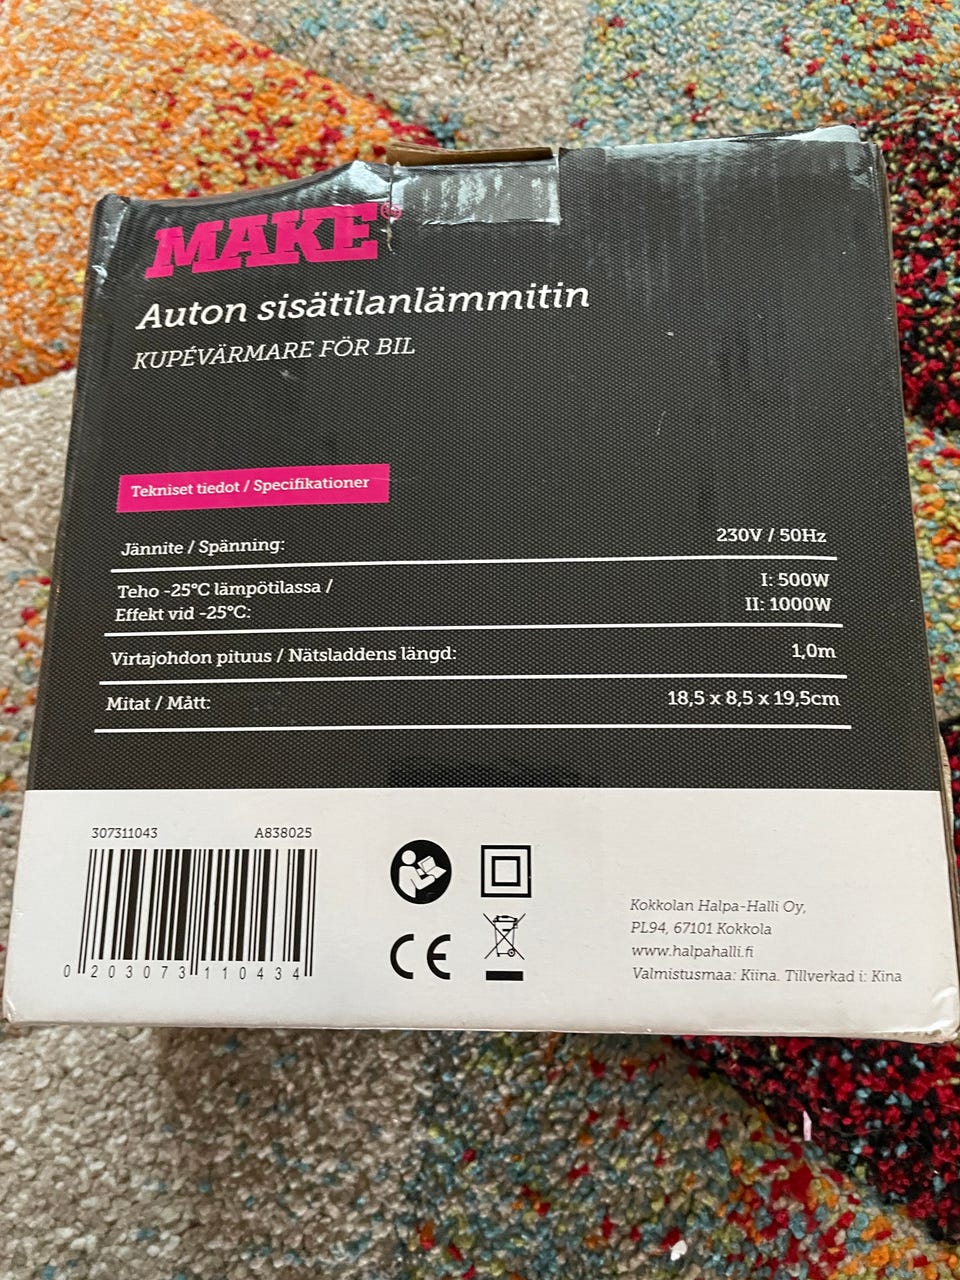 MAKE
Auton sisätilanlämmitin
KUPÉVÄRMARE FÖR BIL
Tekniset tiedot / Specifikationer
Jännite / Spänning: 230V / 50Hz
Teho -25°C lämpötilassa / I: 500W
Effekt vid -25°C: II: 1000W
Virtajohdon pituus / Nätsladdens längd: 1,0m
Mitat / Mått: 18,5 x 8,5 x 19,5cm
307311043 A838025
0 203073 110434
CE
Kokkolan Halpa-Halli Oy,
PL94, 67101 Kokkola
www.halpahalli.fi
Valmistusmaa: Kiina. Tillverkad i: Kina